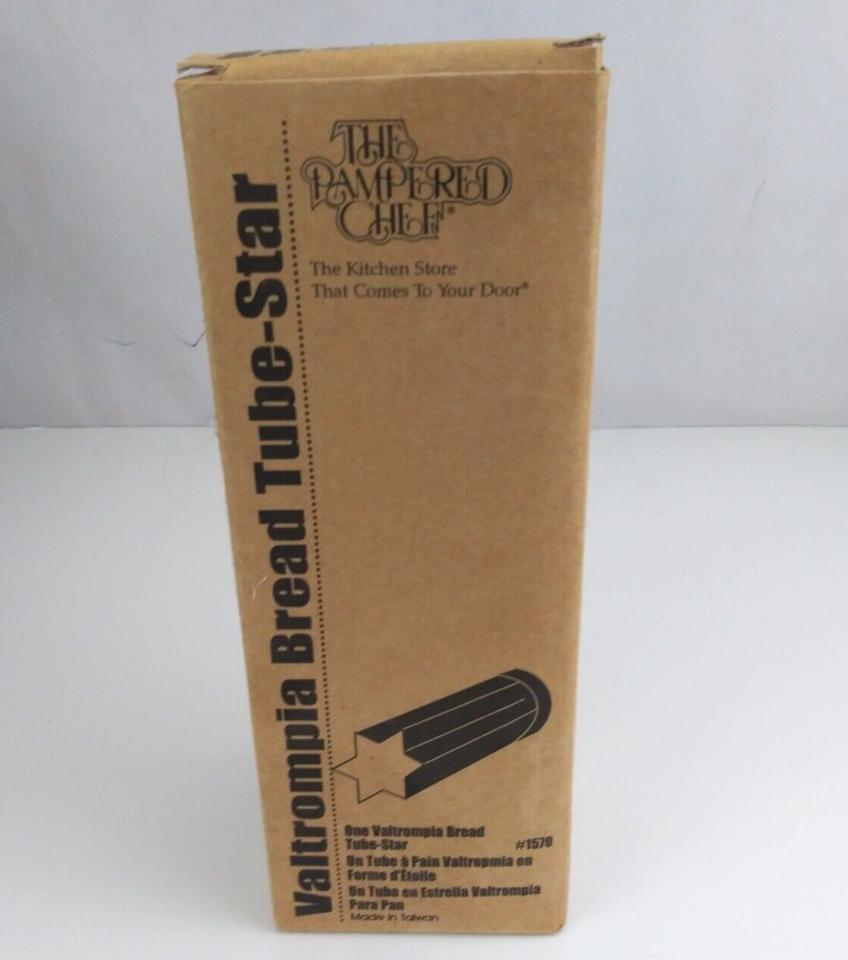 THE
PAMPERED
CHEF®
The Kitchen Store
That Comes To Your Door®
Valtrompia Bread Tube-Star
One Valtrompia Bread
Tube-Star #1570
Un Tube à Pain Valtropmia en
Forme d'Étoile
Un Tubo en Estrella Valtrompia
Para Pan
Made in Taiwan